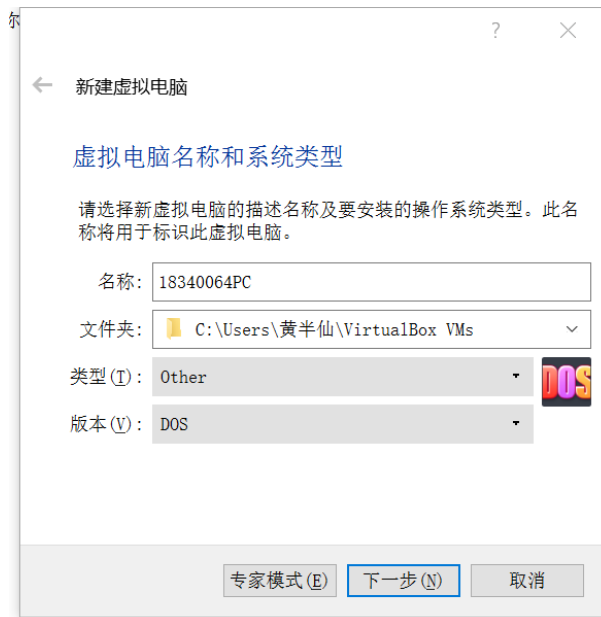 ?
新建虚拟电脑
虚拟电脑名称和系统类型
请选择新虚拟电脑的描述名称及要安装的操作系统类型。此名
称将用于标识此虚拟电脑。
名称: 18340064PC
文件夹: C:\Users\黄半仙\VirtualBox VMs
类型(T): Other
DOS
版本(V): DOS
专家模式(E) 下一步(N) 取消